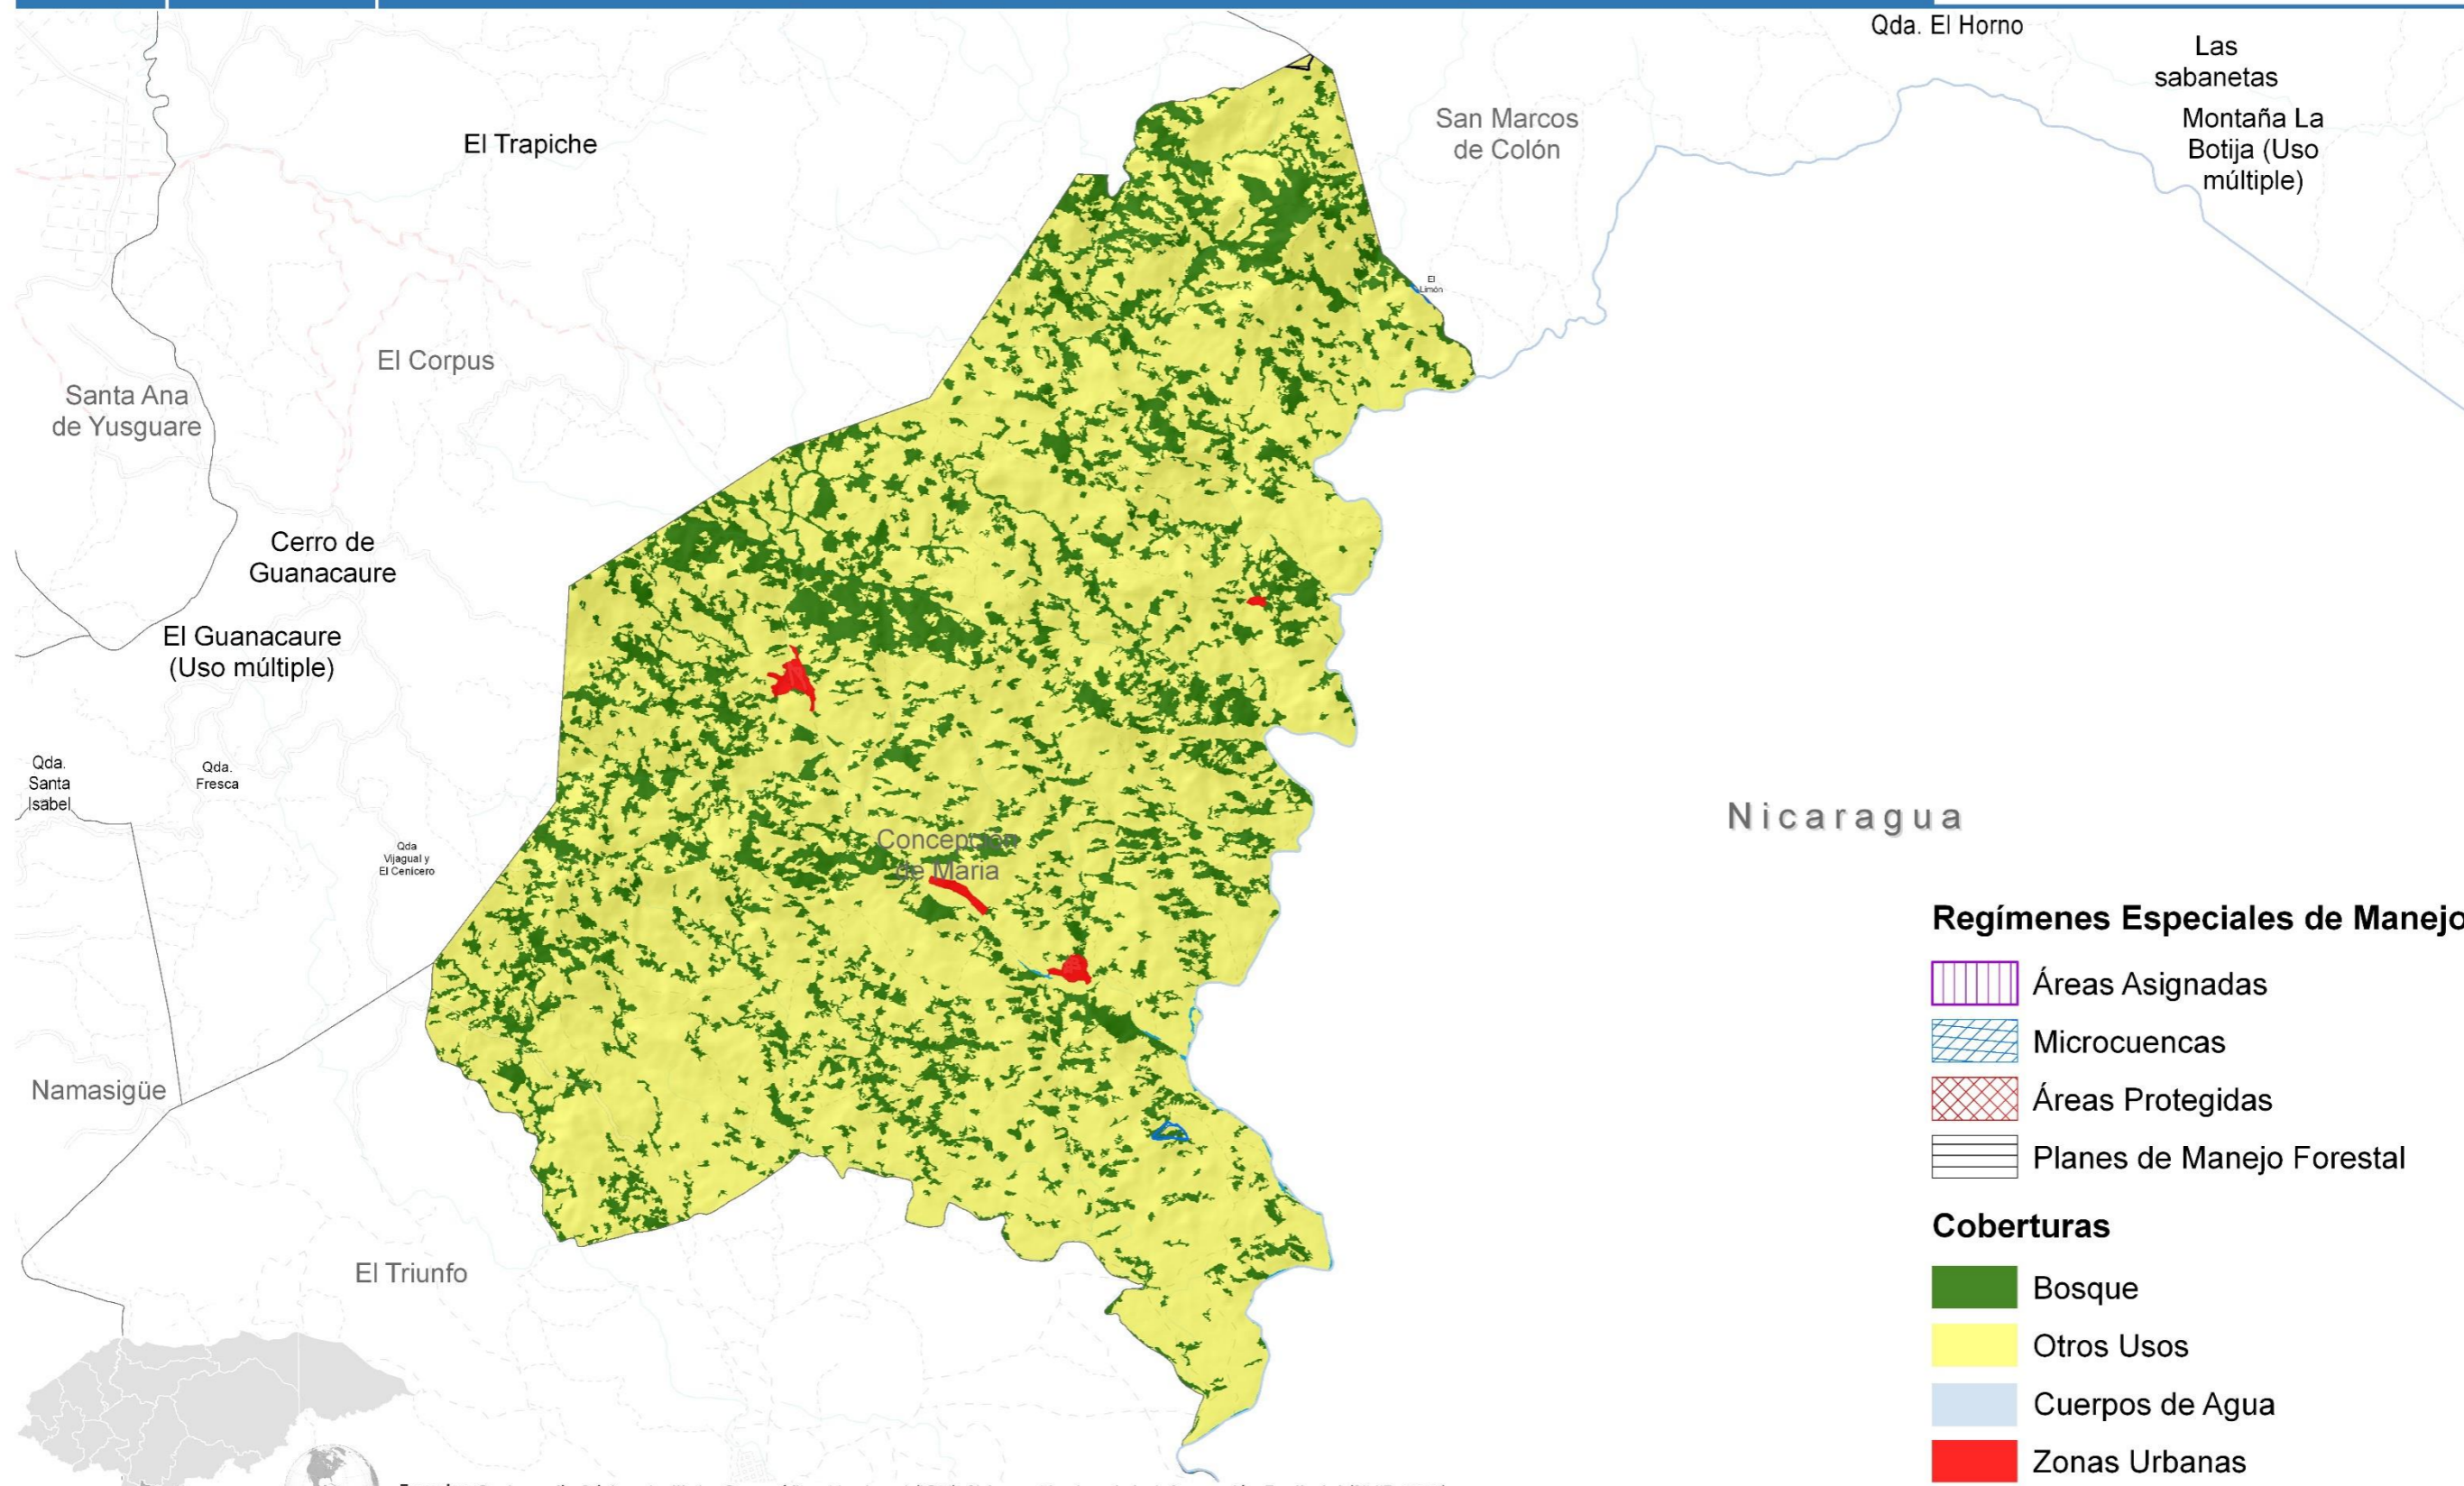 Qda. El Horno
Las
sabanetas
Montaña La
Botija (Uso
múltiple)
San Marcos
de Colón
El Trapiche
El
Limón
El Corpus
Santa Ana
de Yusguare
Cerro de
Guanacaure
El Guanacaure
(Uso múltiple)
Qda.
Santa
Isabel
Qda.
Fresca
Qda
Vijagual y
El Cenicero
Concepción
de María
Nicaragua
Namasigüe
El Triunfo
Regímenes Especiales de Manejo
Áreas Asignadas
Microcuencas
Áreas Protegidas
Planes de Manejo Forestal
Coberturas
Bosque
Otros Usos
Cuerpos de Agua
Zonas Urbanas